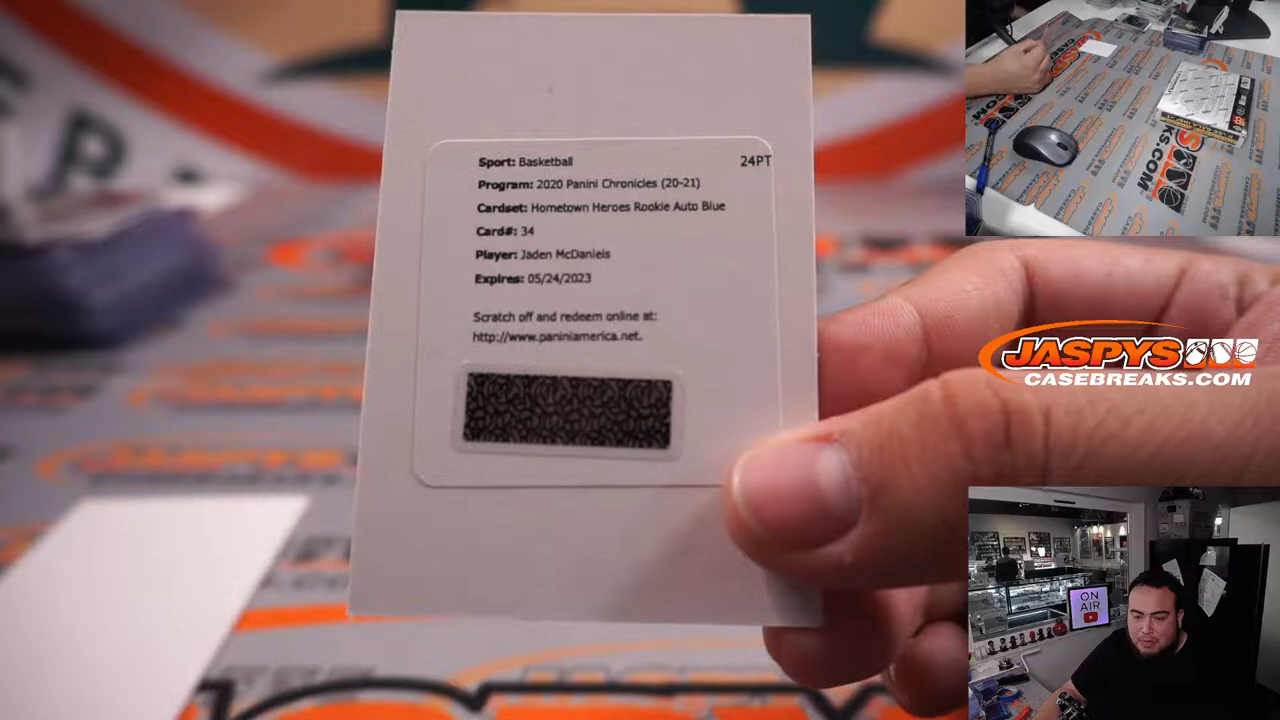 Sport: Basketball
24PT
Program: 2020 Panini Chronicles (20-21)
Cardset: Hometown Heroes Rookie Auto Blue
Card#: 34
Player: Jaden McDaniels
Expires: 05/24/2023
Scratch off and redeem online at:
http://www.paniniamerica.net.
JASPYS
CASEBREAKS.COM
ON
AIR
S.COM